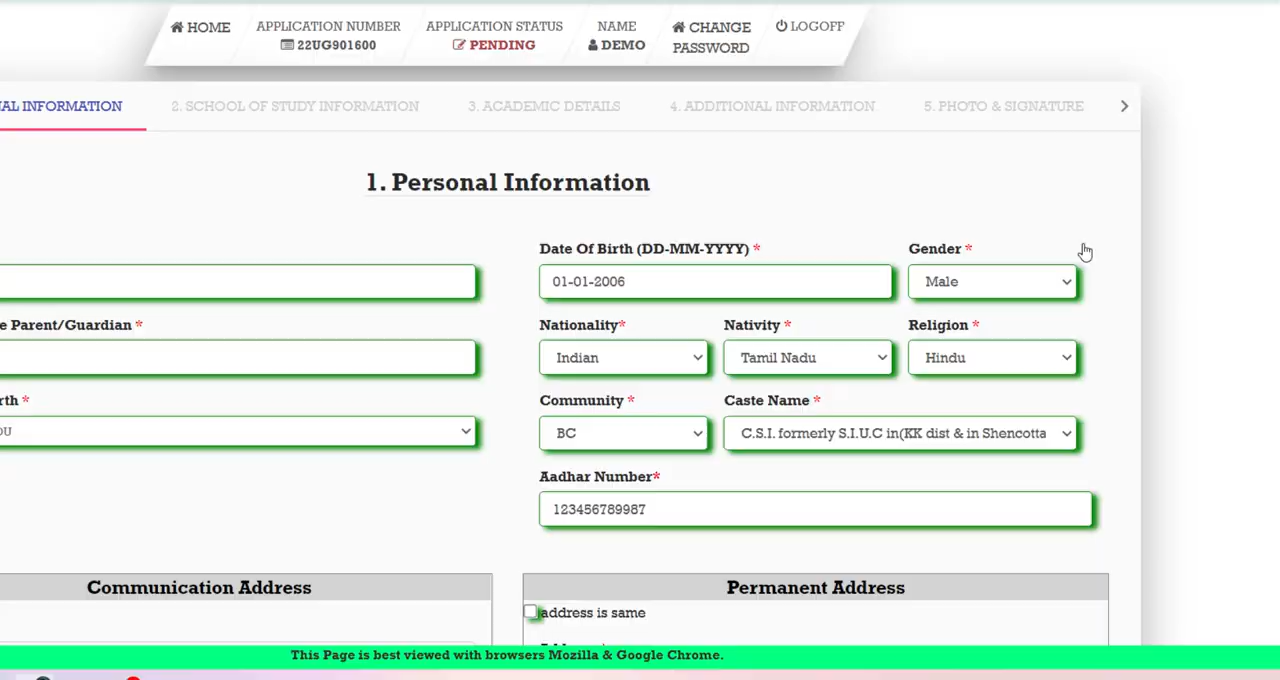 HOME
APPLICATION NUMBER
22UG901600
APPLICATION STATUS
PENDING
NAME
DEMO
CHANGE
PASSWORD
LOGOFF
AL INFORMATION
2. SCHOOL OF STUDY INFORMATION
3. ACADEMIC DETAILS
4. ADDITIONAL INFORMATION
5. PHOTO & SIGNATURE
1. Personal Information
Date Of Birth (DD-MM-YYYY) *
Gender *
01-01-2006
Male
e Parent/Guardian *
Nationality*
Nativity *
Religion *
Indian
Tamil Nadu
Hindu
rth *
Community *
Caste Name *
OU
BC
C.S.I. formerly S.I.U.C in(KK dist & in Shencotta
Aadhar Number*
123456789987
Communication Address
Permanent Address
address is same
This Page is best viewed with browsers Mozilla & Google Chrome.